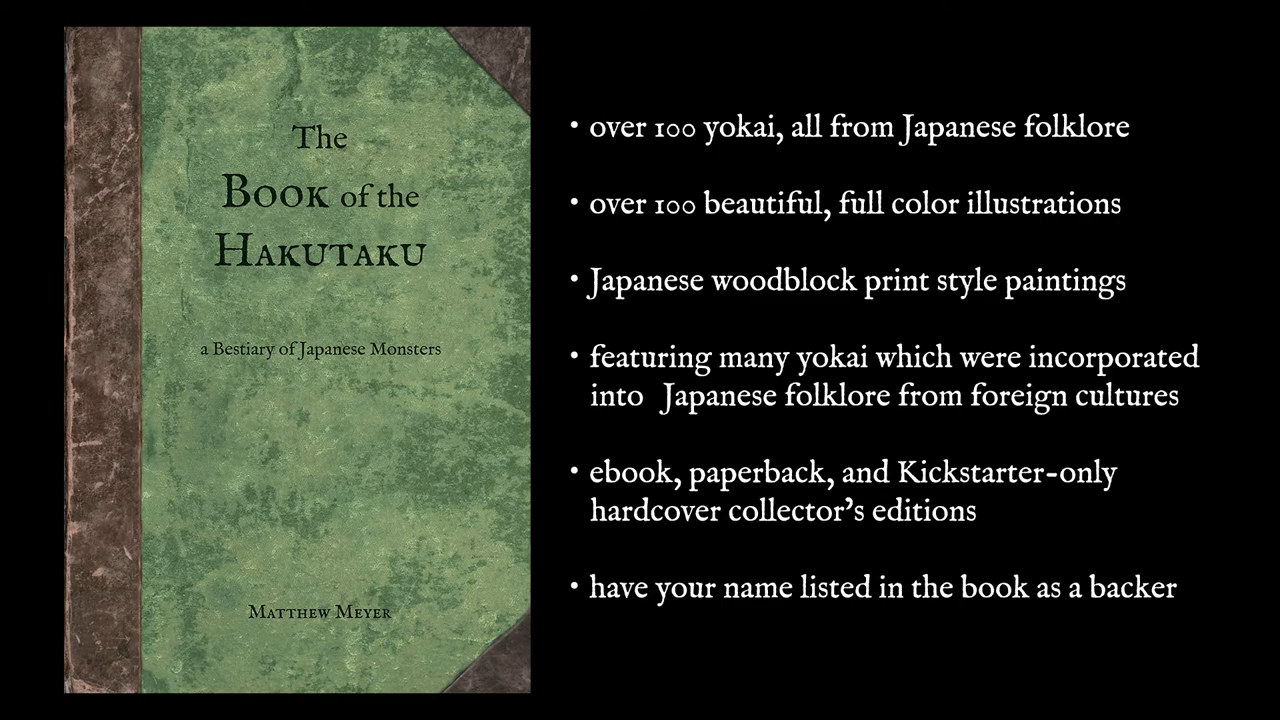 The
Book of the
Hakutaku
a Bestiary of Japanese Monsters
Matthew Meyer
• over 100 yokai, all from Japanese folklore
• over 100 beautiful, full color illustrations
• Japanese woodblock print style paintings
• featuring many yokai which were incorporated
into Japanese folklore from foreign cultures
• ebook, paperback, and Kickstarter-only
hardcover collector’s editions
• have your name listed in the book as a backer